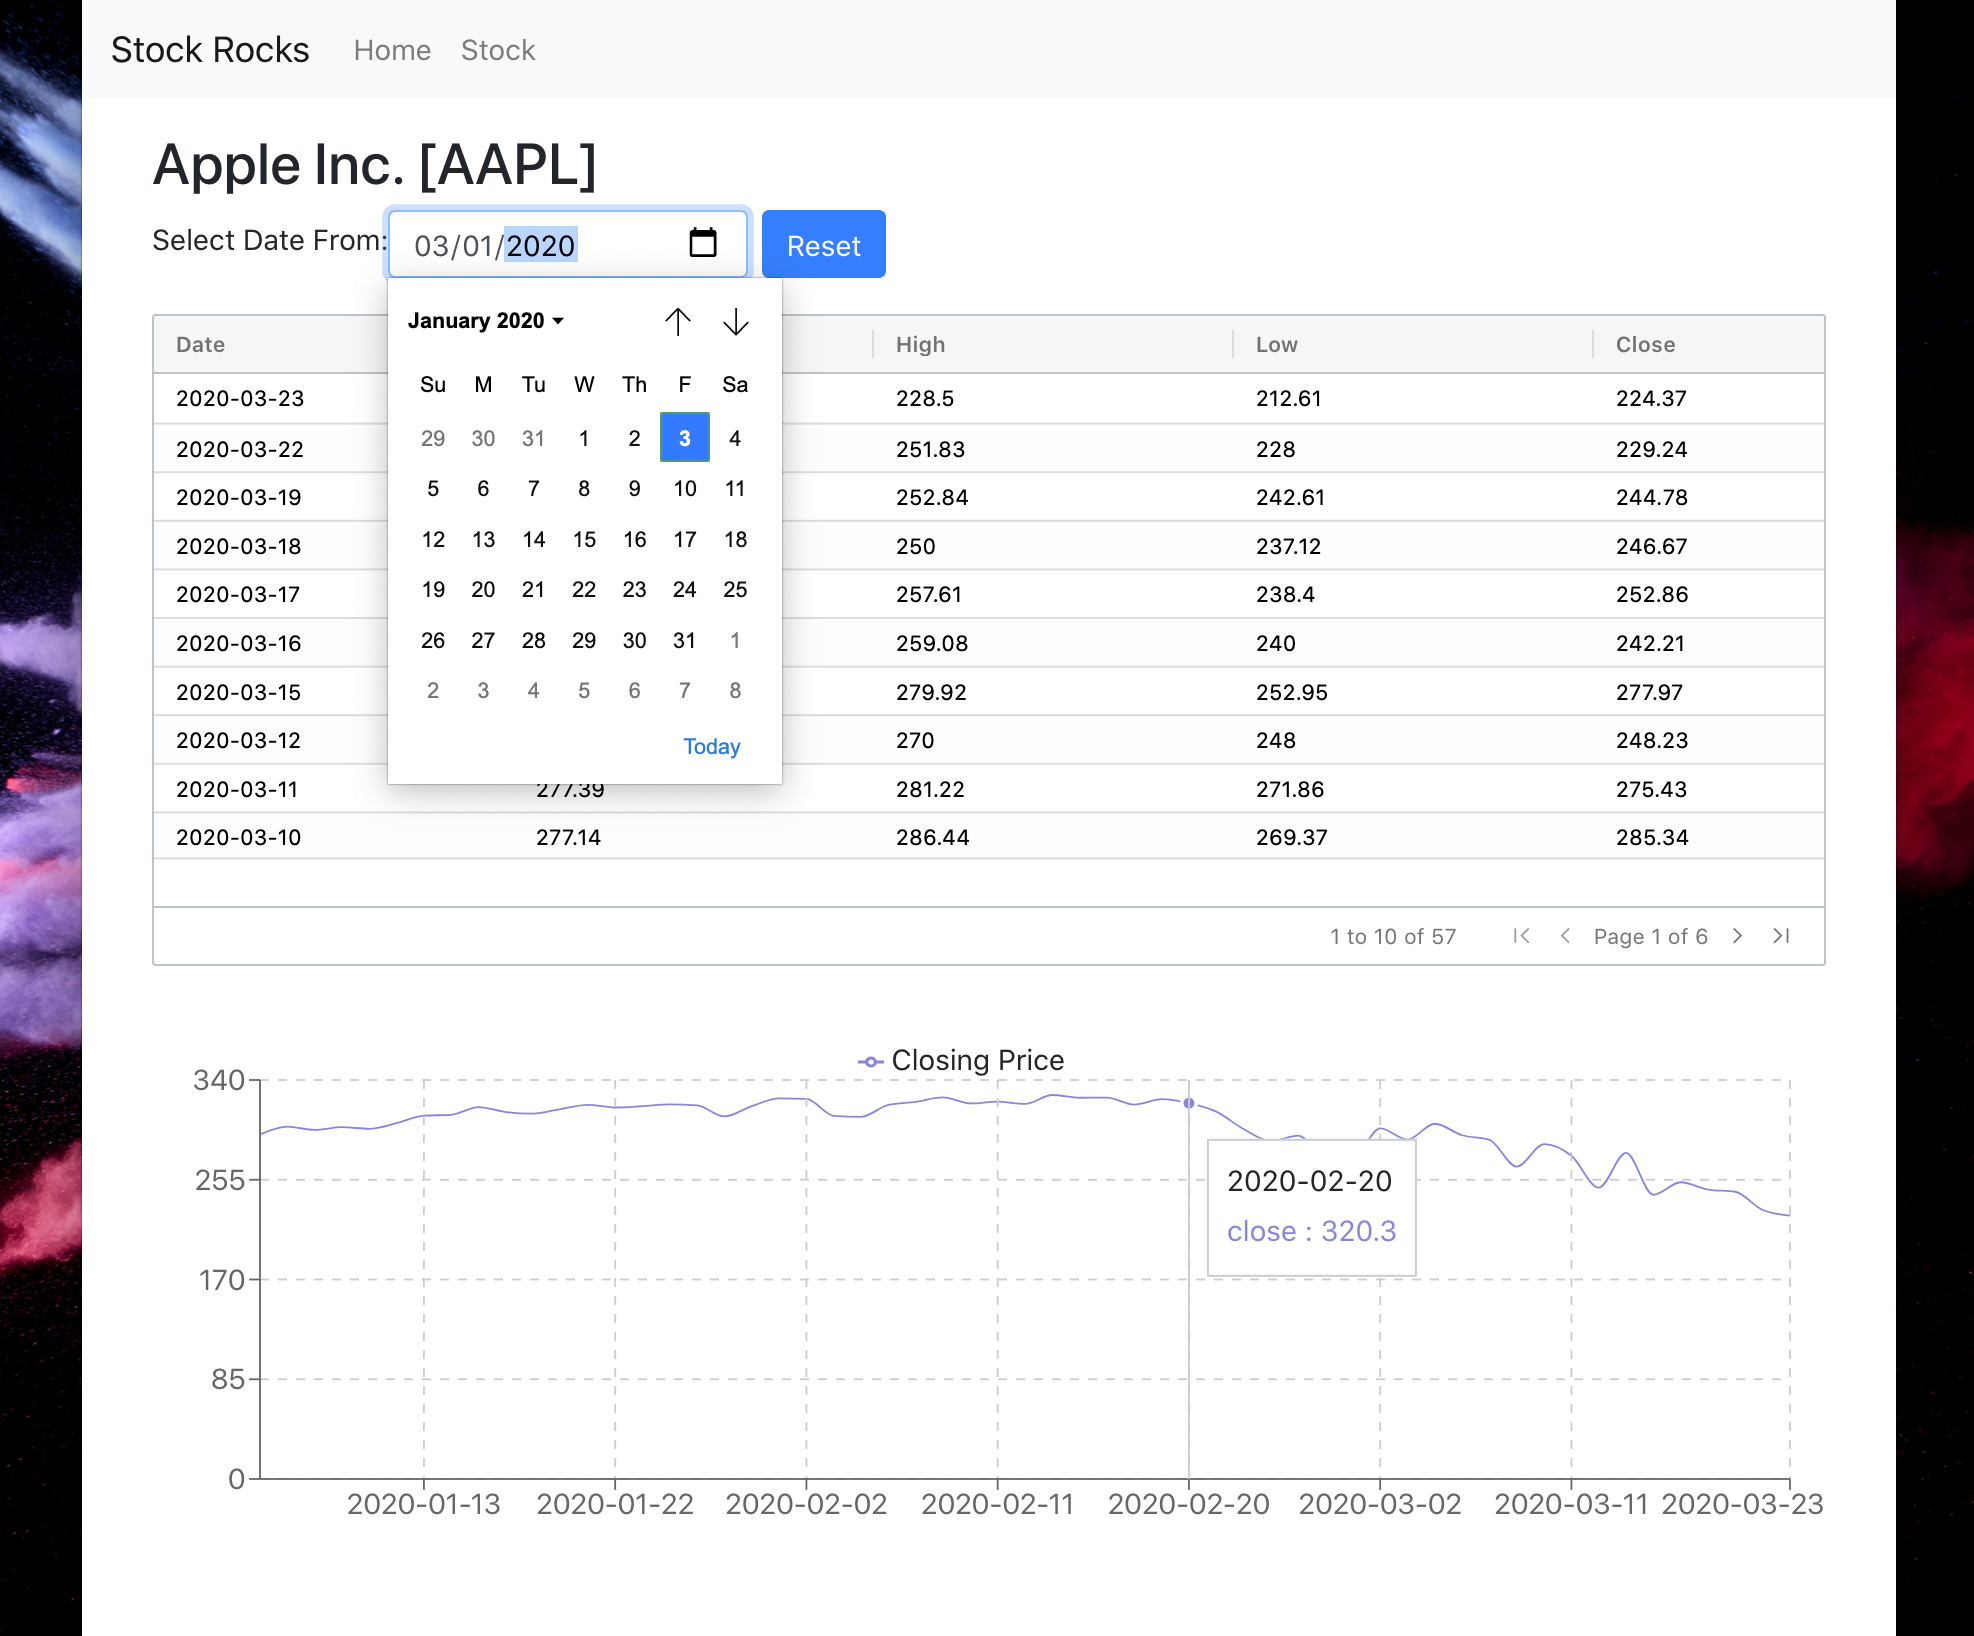 Stock Rocks Home Stock
Apple Inc. [AAPL]
Select Date From: 03/01/2020 Reset
January 2020
Su M Tu W Th F Sa
29 30 31 1 2 3 4
5 6 7 8 9 10 11
12 13 14 15 16 17 18
19 20 21 22 23 24 25
26 27 28 29 30 31 1
2 3 4 5 6 7 8
Today
Date High Low Close
2020-03-23 228.5 212.61 224.37
2020-03-22 251.83 228 229.24
2020-03-19 252.84 242.61 244.78
2020-03-18 250 237.12 246.67
2020-03-17 257.61 238.4 252.86
2020-03-16 259.08 240 242.21
2020-03-15 279.92 252.95 277.97
2020-03-12 270 248 248.23
2020-03-11 277.39 281.22 271.86 275.43
2020-03-10 277.14 286.44 269.37 285.34
1 to 10 of 57 Page 1 of 6
Closing Price
340
255
170
85
0
2020-02-20
close : 320.3
2020-01-13 2020-01-22 2020-02-02 2020-02-11 2020-02-20 2020-03-02 2020-03-11 2020-03-23